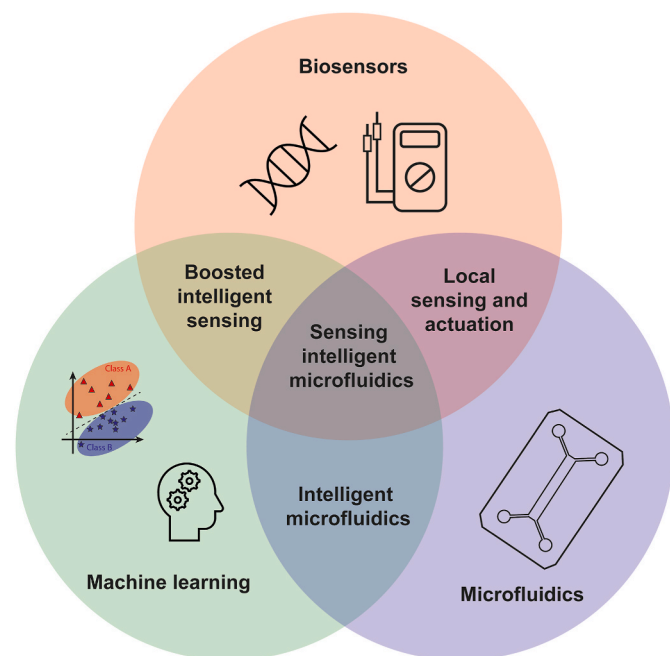 Biosensors
Boosted
intelligent
sensing
Local
sensing and
actuation
Sensing
intelligent
microfluidics
Class A
Class B
Intelligent
microfluidics
Machine learning
Microfluidics